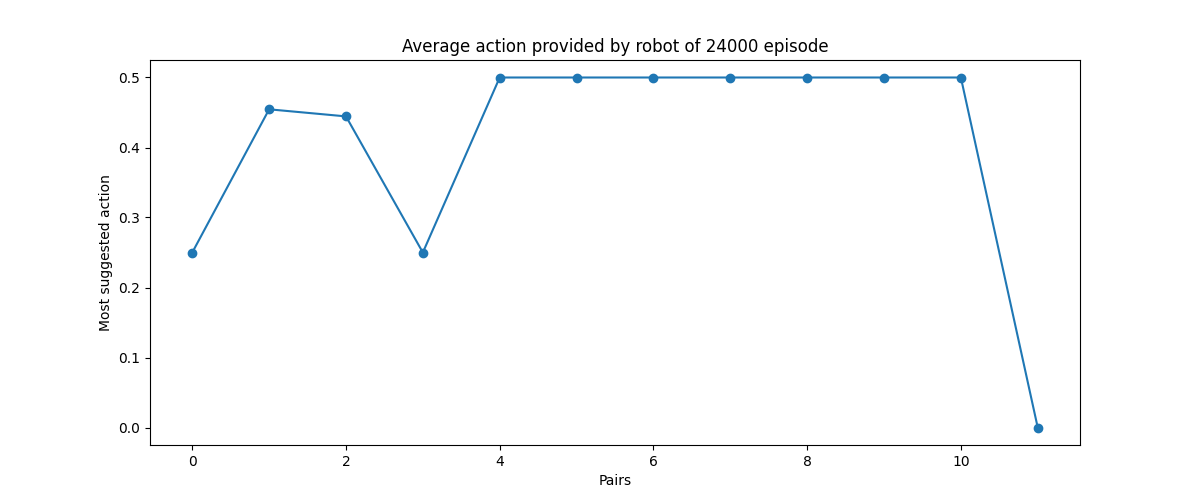 Average action provided by robot of 24000 episode
Most suggested action
0.5
0.4
0.3
0.2
0.1
0.0
0 2 4 6 8 10
Pairs